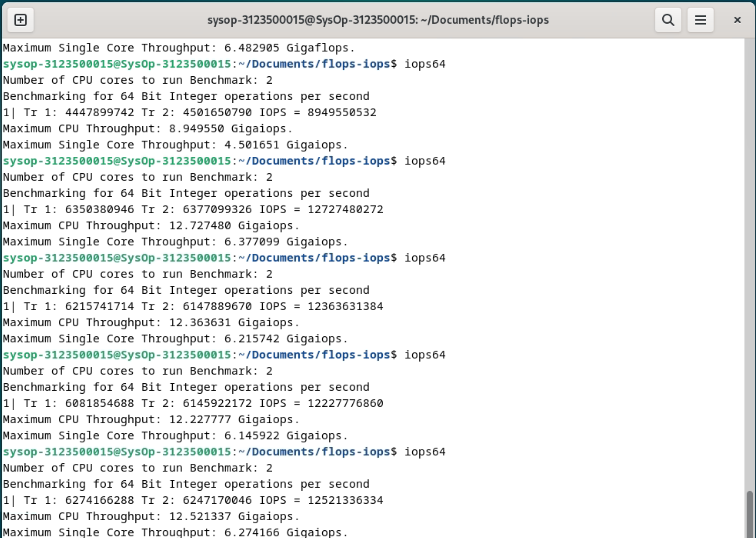 sysop-3123500015@SysOp-3123500015: ~/Documents/flops-iops
Maximum Single Core Throughput: 6.482905 Gigaflops.
sysop-3123500015@SysOp-3123500015:~/Documents/flops-iops$ iops64
Number of CPU cores to run Benchmark: 2
Benchmarking for 64 Bit Integer operations per second
1| Tr 1: 4447899742 Tr 2: 4501650790 IOPS = 8949550532
Maximum CPU Throughput: 8.949550 Gigaiops.
Maximum Single Core Throughput: 4.501651 Gigaiops.
sysop-3123500015@SysOp-3123500015:~/Documents/flops-iops$ iops64
Number of CPU cores to run Benchmark: 2
Benchmarking for 64 Bit Integer operations per second
1| Tr 1: 6350380946 Tr 2: 6377099326 IOPS = 12727480272
Maximum CPU Throughput: 12.727480 Gigaiops.
Maximum Single Core Throughput: 6.377099 Gigaiops.
sysop-3123500015@SysOp-3123500015:~/Documents/flops-iops$ iops64
Number of CPU cores to run Benchmark: 2
Benchmarking for 64 Bit Integer operations per second
1| Tr 1: 6215741714 Tr 2: 6147889670 IOPS = 12363631384
Maximum CPU Throughput: 12.363631 Gigaiops.
Maximum Single Core Throughput: 6.215742 Gigaiops.
sysop-3123500015@SysOp-3123500015:~/Documents/flops-iops$ iops64
Number of CPU cores to run Benchmark: 2
Benchmarking for 64 Bit Integer operations per second
1| Tr 1: 6081854688 Tr 2: 6145922172 IOPS = 12227776860
Maximum CPU Throughput: 12.227777 Gigaiops.
Maximum Single Core Throughput: 6.145922 Gigaiops.
sysop-3123500015@SysOp-3123500015:~/Documents/flops-iops$ iops64
Number of CPU cores to run Benchmark: 2
Benchmarking for 64 Bit Integer operations per second
1| Tr 1: 6274166288 Tr 2: 6247170046 IOPS = 12521336334
Maximum CPU Throughput: 12.521337 Gigaiops.
Maximum Single Core Throughput: 6.274166 Gigaiops.